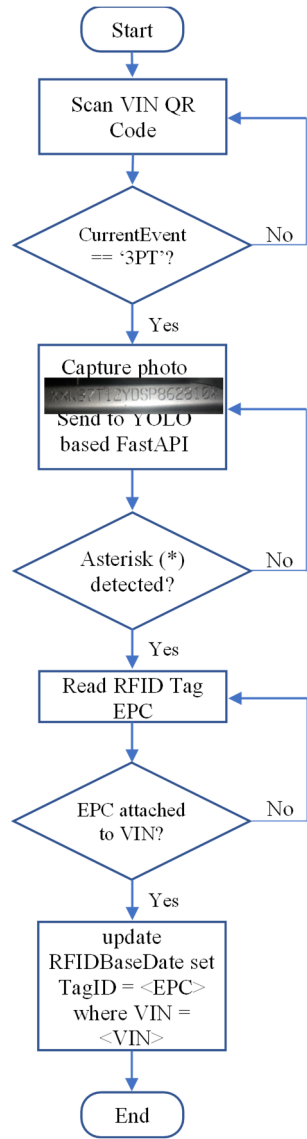 Start
Scan VIN QR
Code
CurrentEvent
== ‘3PT’?
No
Yes
Capture photo
Send to YOLO
based FastAPI
Asterisk (*)
detected?
No
Yes
Read RFID Tag
EPC
EPC attached
to VIN?
No
Yes
update
RFIDBaseDate set
TagID = <EPC>
where VIN =
<VIN>
End